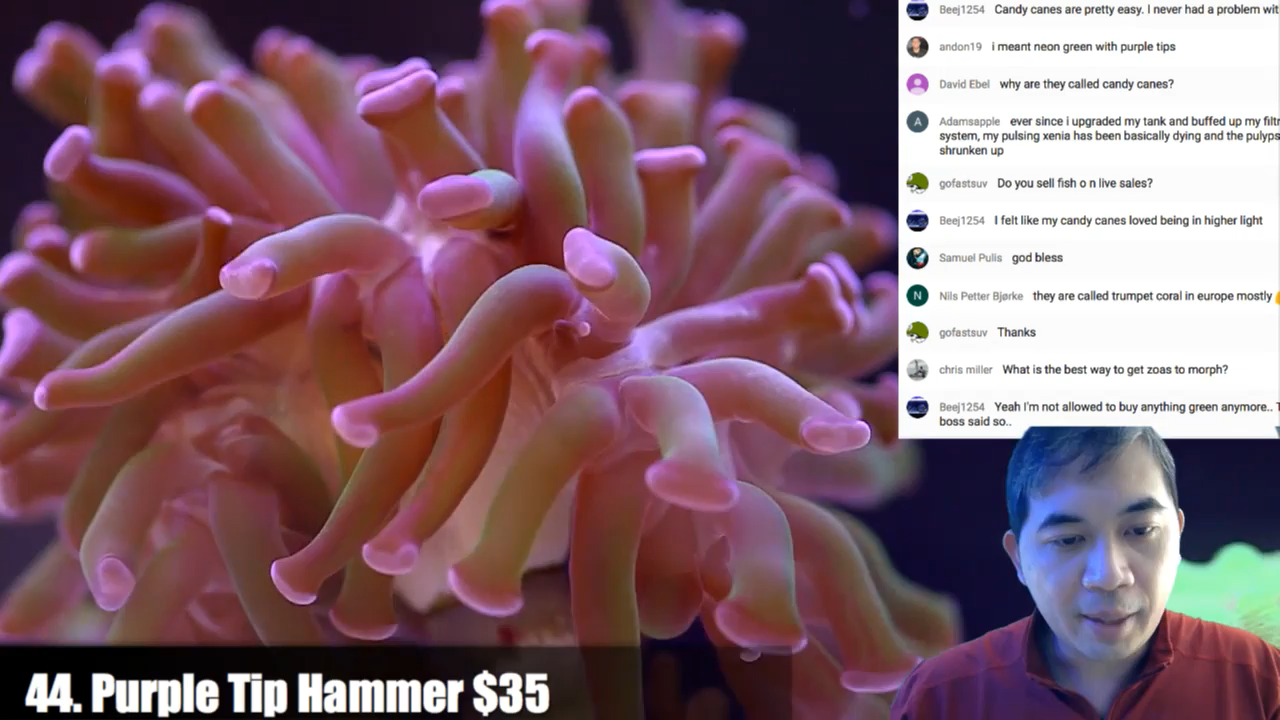 Beej1254 Candy canes are pretty easy. I never had a problem
andon19 i meant neon green with purple tips
David Ebel why are they called candy canes?
A Adamsapple ever since i upgraded my tank and buffed up my
system, my pulsing xenia has been basically dying and the pulyps
shrunken up
gofastsuv Do you sell fish o n live sales?
Beej1254 I felt like my candy canes loved being in higher light
Samuel Pulis god bless
N Nils Petter Bjørke they are called trumpet coral in europe mostly
gofastsuv Thanks
chris miller What is the best way to get zoas to morph?
Beej1254 Yeah I'm not allowed to buy anything green anymore..
boss said so..
44. Purple Tip Hammer $35